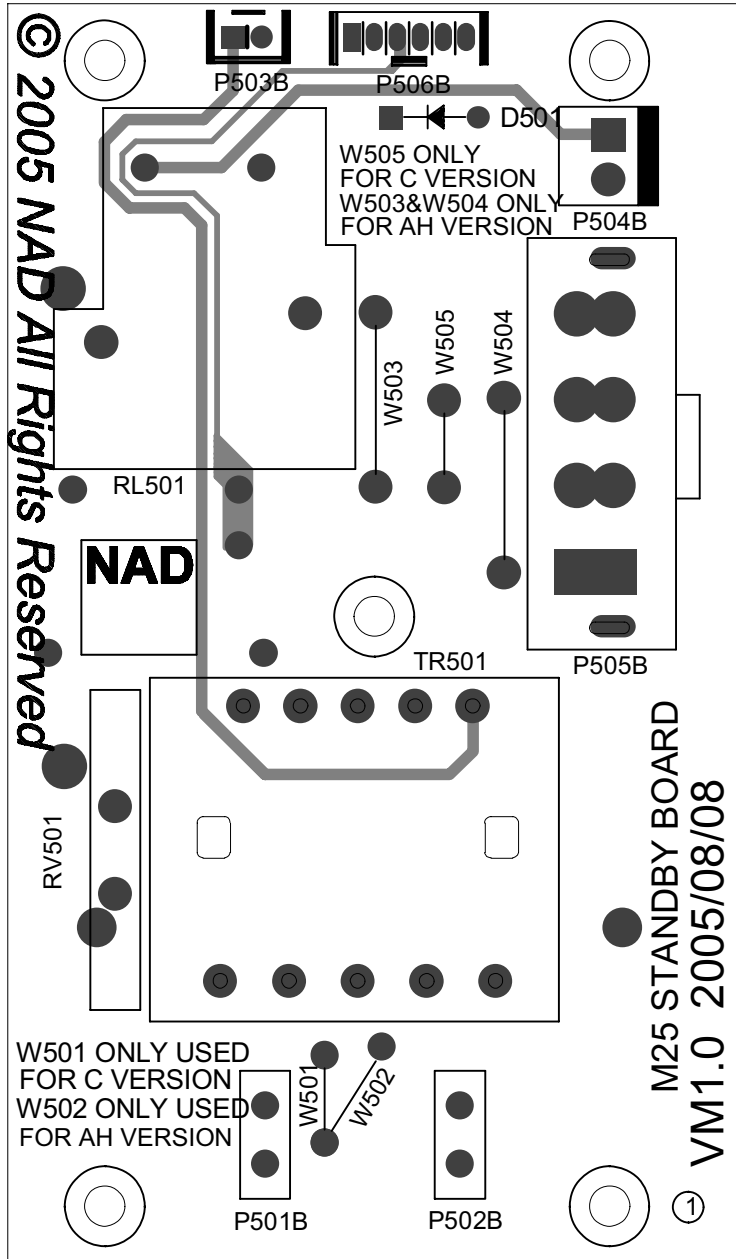 © 2005 NAD All Rights Reserved
P503B
P506B
D501
W505 ONLY
FOR C VERSION
W503&W504 ONLY
FOR AH VERSION
P504B
W503
W505
W504
RL501
NAD
TR501
P505B
RV501
M25 STANDBY BOARD
VM1.0 2005/08/08
W501 ONLY USED
FOR C VERSION
W502 ONLY USED
FOR AH VERSION
W501
W502
P501B
P502B
1